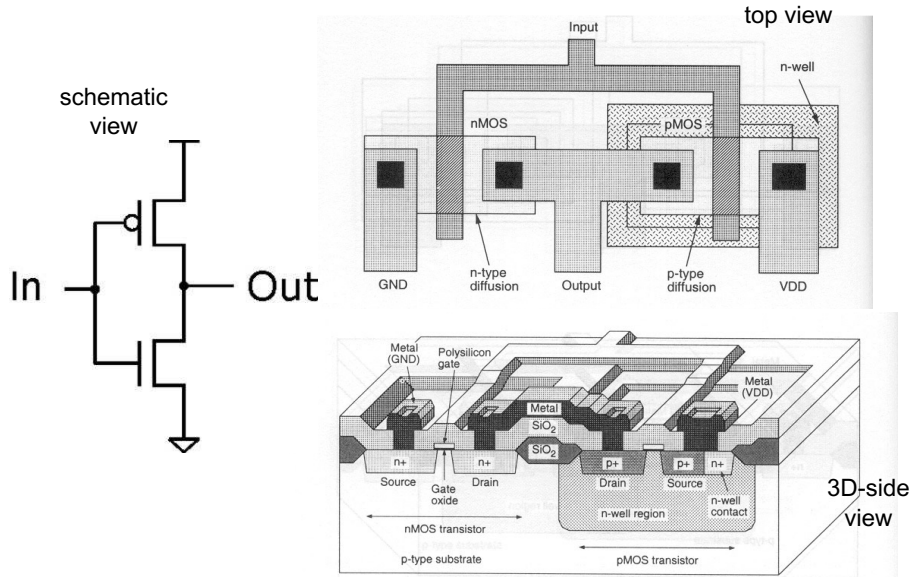 top view
Input
n-well
schematic
view
nMOS
pMOS
In
Out
n-type
diffusion
p-type
diffusion
GND
Output
VDD
Metal
(GND)
Polysilicon
gate
Metal
(VDD)
Metal
SiO2
SiO2
n+
n+
p+
p+
n+
Source
Drain
Drain
Source
Gate
oxide
n-well
contact
n-well region
3D-side
view
nMOS transistor
pMOS transistor
p-type substrate